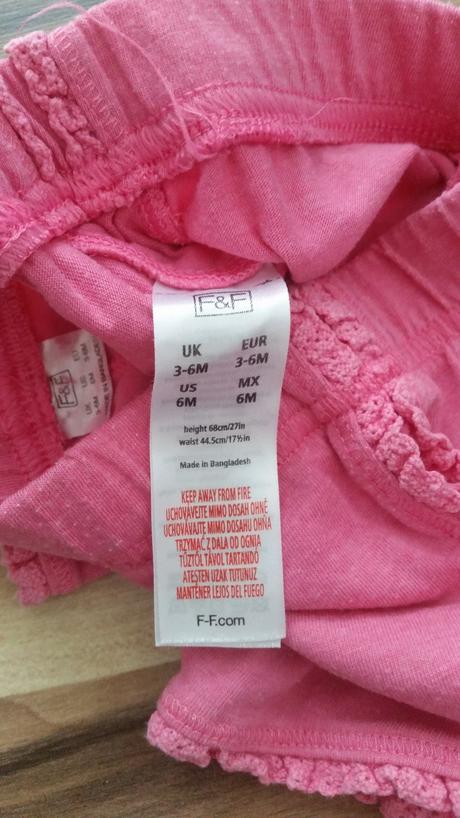 F&F
UK EUR
3-6M 3-6M
US MX
6M 6M
height 68cm/27in
waist 44.5cm/17½in
Made in Bangladesh
KEEP AWAY FROM FIRE
UCHOVÁVEJTE MIMO DOSAH OHNĚ
UCHOVÁVAJTE MIMO DOSAHU OHŇA
TRZYMAĆ Z DALA OD OGNIA
TŰZTŐL TÁVOL TARTANDÓ
ATEŞTEN UZAK TUTUNUZ
MANTENER LEJOS DEL FUEGO
F-F.com
F&F